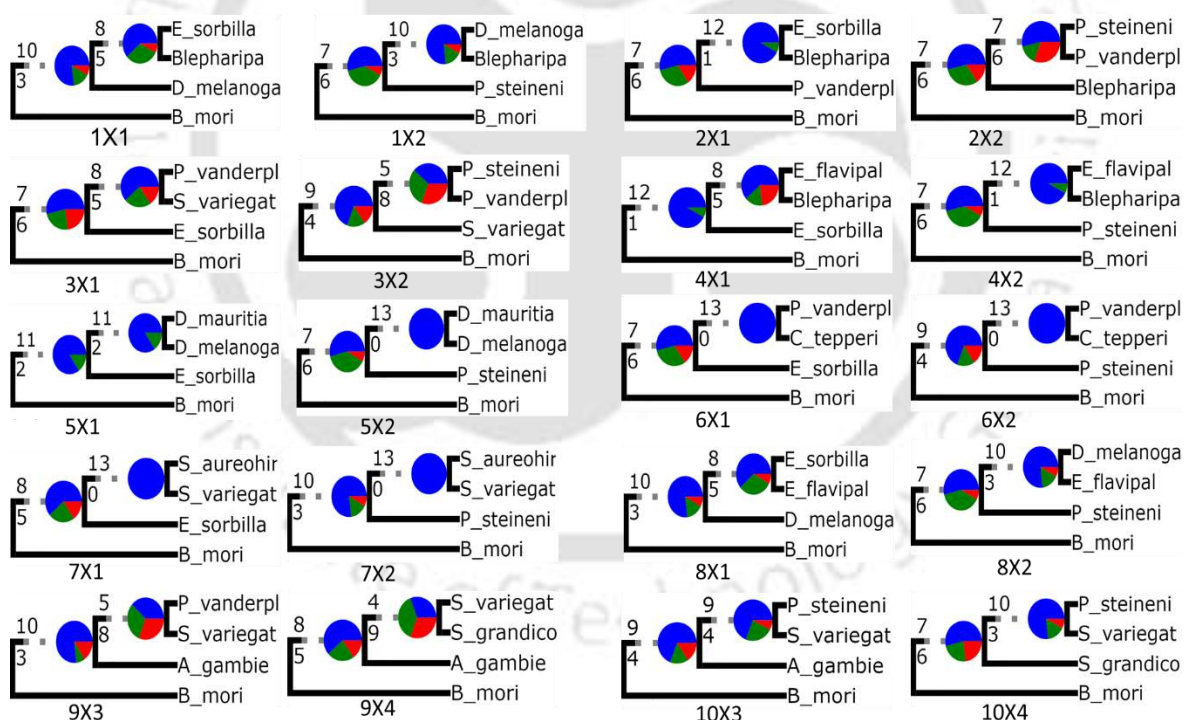 10
3
8
5
E_sorbilla
Blepharipa
D_melanoga
B_mori
1X1
7
6
10
3
D_melanoga
Blepharipa
P_steineni
B_mori
1X2
7
6
12
1
E_sorbilla
Blepharipa
P_vanderpl
B_mori
2X1
7
6
7
6
P_steineni
P_vanderpl
Blepharipa
B_mori
2X2
7
6
8
5
P_vanderpl
S_variegat
E_sorbilla
B_mori
3X1
9
4
5
8
P_steineni
P_vanderpl
S_variegat
B_mori
3X2
12
1
8
5
E_flavipal
Blepharipa
E_sorbilla
B_mori
4X1
7
6
12
1
E_flavipal
Blepharipa
P_steineni
B_mori
4X2
11
2
11
2
D_mauritia
D_melanoga
E_sorbilla
B_mori
5X1
7
6
13
0
D_mauritia
D_melanoga
P_steineni
B_mori
5X2
7
6
13
0
P_vanderpl
C_tepperi
E_sorbilla
B_mori
6X1
9
4
13
0
P_vanderpl
C_tepperi
P_steineni
B_mori
6X2
8
5
13
0
S_aureohir
S_variegat
E_sorbilla
B_mori
7X1
10
3
13
0
S_aureohir
S_variegat
P_steineni
B_mori
7X2
10
3
8
5
E_sorbilla
E_flavipal
D_melanoga
B_mori
8X1
7
6
10
3
D_melanoga
E_flavipal
P_steineni
B_mori
8X2
10
3
5
8
P_vanderpl
S_variegat
A_gambie
B_mori
9X3
8
5
4
9
S_variegat
S_grandico
A_gambie
B_mori
9X4
9
4
9
4
P_steineni
S_variegat
A_gambie
B_mori
10X3
7
6
10
3
P_steineni
S_variegat
S_grandico
B_mori
10X4